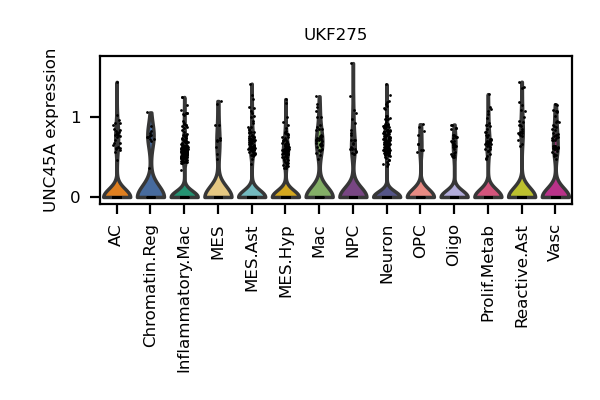 UKF275
UNC45A expression
1
0
AC
Chromatin.Reg
Inflammatory.Mac
MES
MES.Ast
MES.Hyp
Mac
NPC
Neuron
OPC
Oligo
Prolif.Metab
Reactive.Ast
Vasc